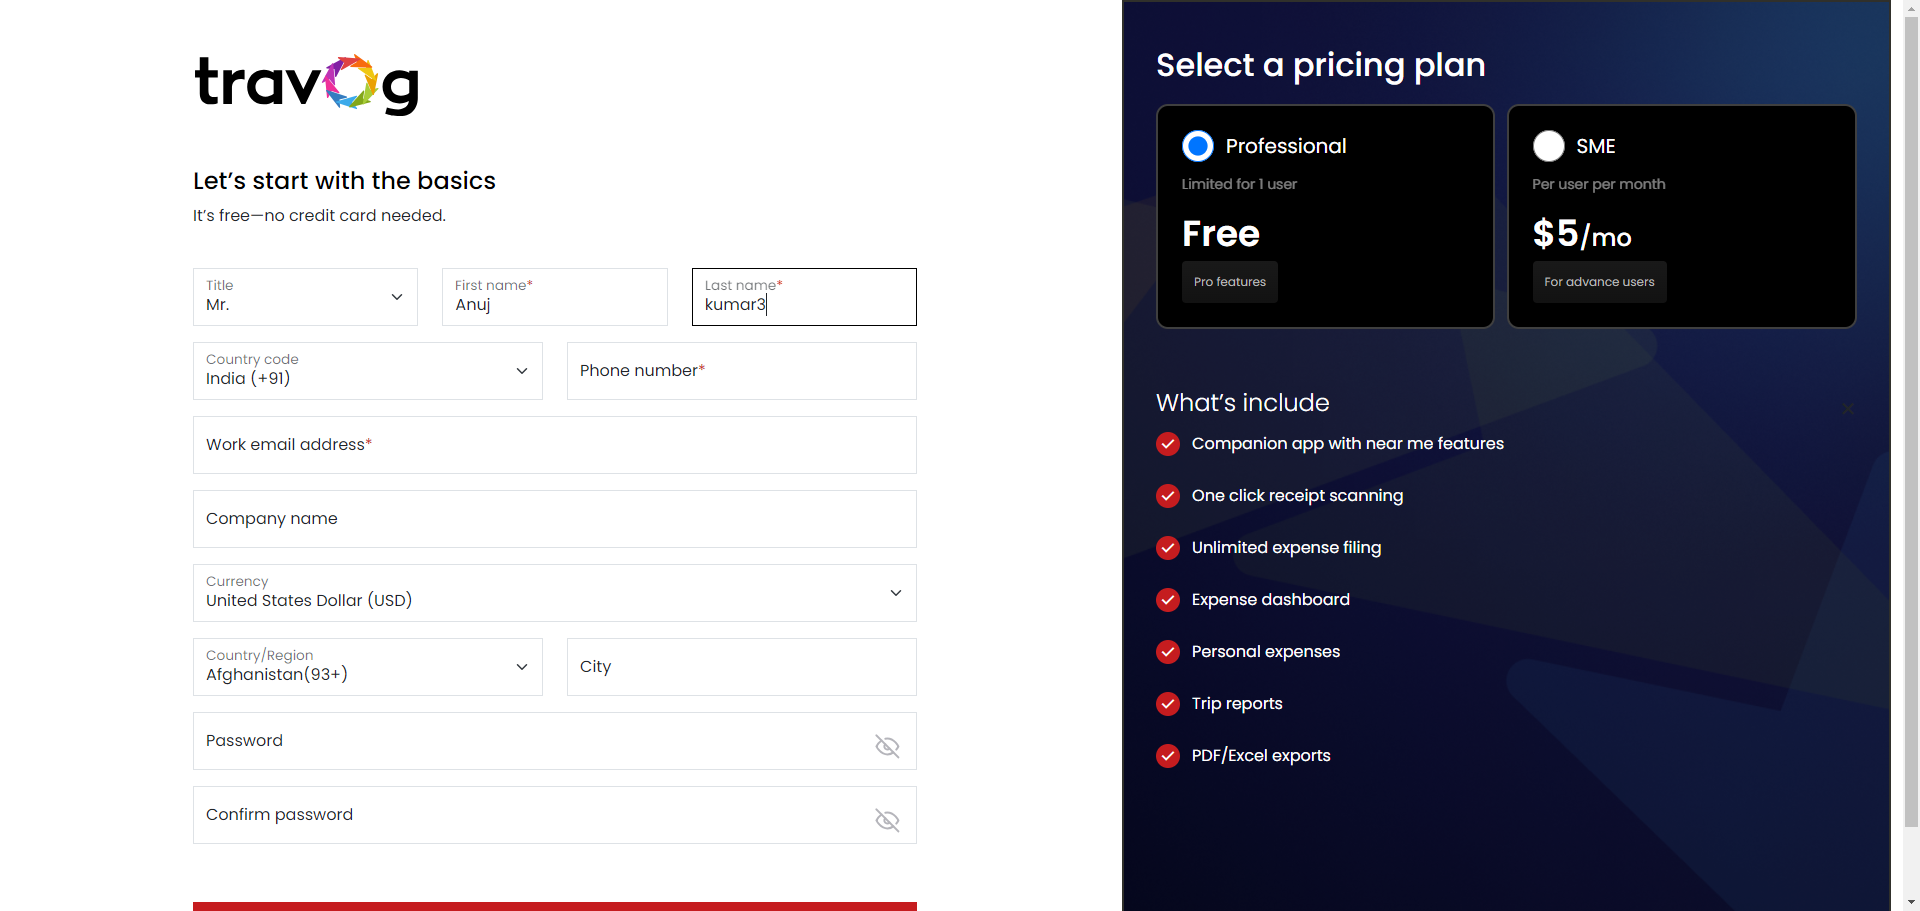 travOg
Let’s start with the basics
It’s free—no credit card needed.
Title
Mr.
First name*
Anuj
Last name*
kumar3
Country code
India (+91)
Phone number*
Work email address*
Company name
Currency
United States Dollar (USD)
Country/Region
Afghanistan(93+)
City
Password
Confirm password
Select a pricing plan
Professional
Limited for 1 user
Free
Pro features
SME
Per user per month
$5/mo
For advance users
What’s include
Companion app with near me features
One click receipt scanning
Unlimited expense filing
Expense dashboard
Personal expenses
Trip reports
PDF/Excel exports